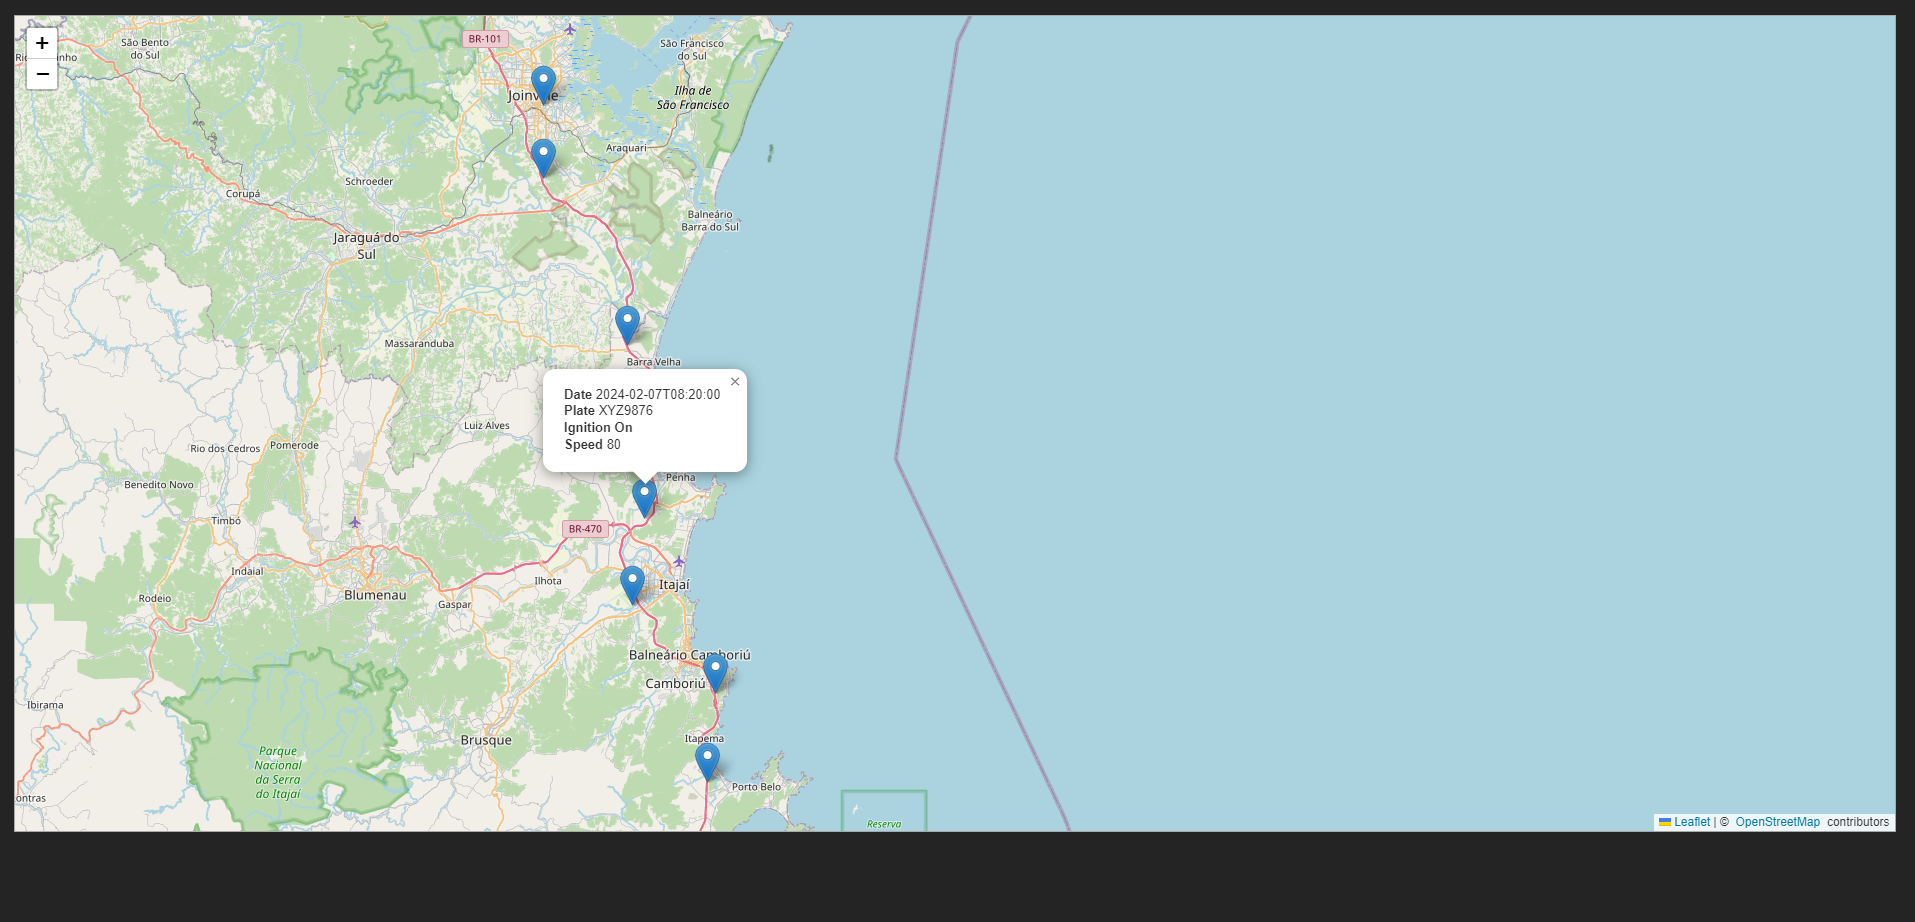 +
−
São Bento
do Sul
BR-101
São Francisco
do Sul
Joinv
Ilha de
São Francisco
Araquari
Schroeder
Corupá
Balneário
Barra do Sul
Jaraguá do
Sul
Massaranduba
Barra Velha
×
Date 2024-02-07T08:20:00
Plate XYZ9876
Ignition On
Speed 80
Luiz Alves
Rio dos Cedros
Pomerode
Penha
Benedito Novo
Timbó
BR-470
Indaial
Ilhota
Itajaí
Rodeio
Blumenau
Gaspar
Balneário Camboriú
Camboriú
Ibirama
Brusque
Itapema
Parque
Nacional
da Serra
do Itajaí
Porto Belo
ontras
Reserva
Leaflet | © OpenStreetMap contributors